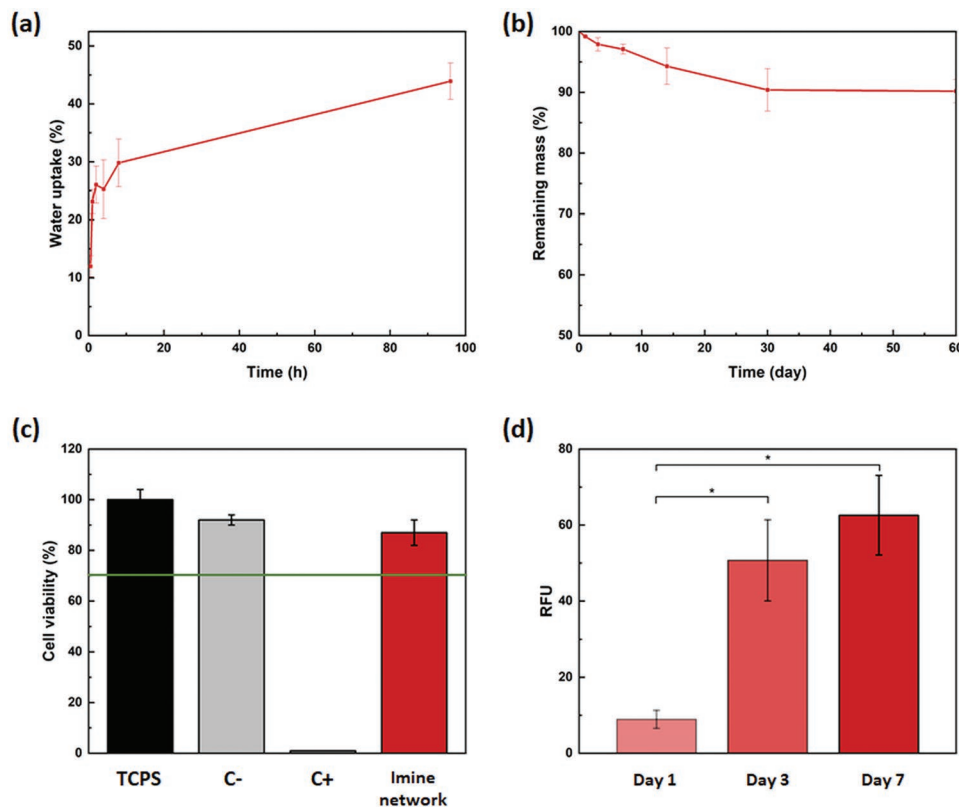 (a)
50
40
30
20
10
0
Water uptake (%)
0 20 40 60 80 100
Time (h)
(b)
100
90
80
70
60
50
Remaining mass (%)
0 10 20 30 40 50 60
Time (day)
(c)
120
100
80
60
40
20
0
Cell viability (%)
TCPS C- C+ Imine
network
(d)
80
60
40
20
0
RFU
*
*
Day 1 Day 3 Day 7